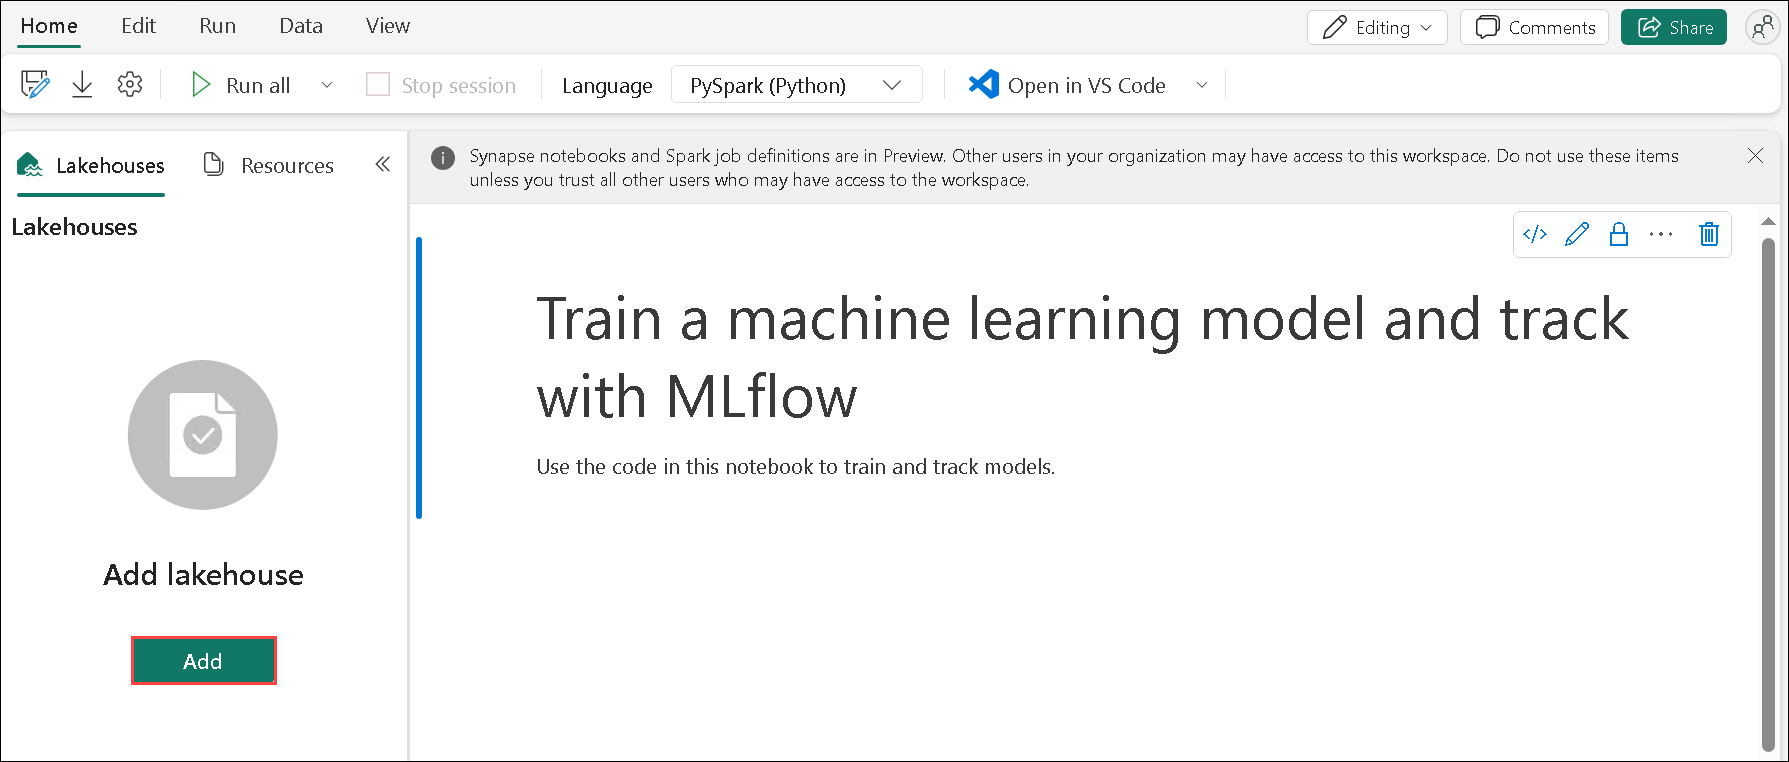 Home Edit Run Data View Editing Comments Share
Run all Stop session Language PySpark (Python) Open in VS Code
Lakehouses Resources
Synapse notebooks and Spark job definitions are in Preview. Other users in your organization may have access to this workspace. Do not use these items
unless you trust all other users who may have access to the workspace.
Lakehouses
Train a machine learning model and track
with MLflow
Use the code in this notebook to train and track models.
Add lakehouse
Add